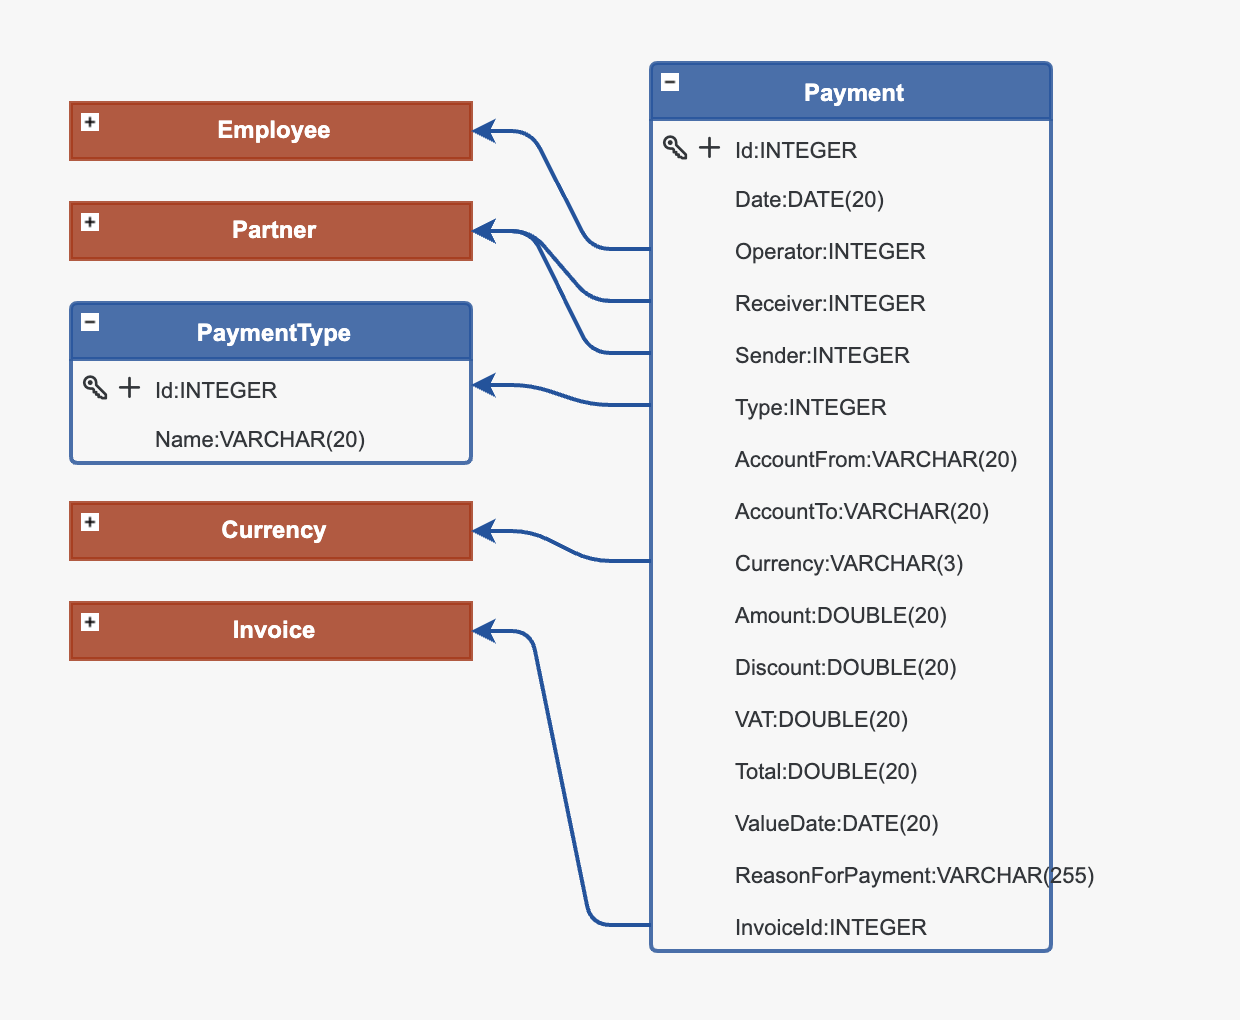 Employee
Partner
PaymentType
Id:INTEGER
Name:VARCHAR(20)
Currency
Invoice
Payment
Id:INTEGER
Date:DATE(20)
Operator:INTEGER
Receiver:INTEGER
Sender:INTEGER
Type:INTEGER
AccountFrom:VARCHAR(20)
AccountTo:VARCHAR(20)
Currency:VARCHAR(3)
Amount:DOUBLE(20)
Discount:DOUBLE(20)
VAT:DOUBLE(20)
Total:DOUBLE(20)
ValueDate:DATE(20)
ReasonForPayment:VARCHAR(255)
InvoiceId:INTEGER